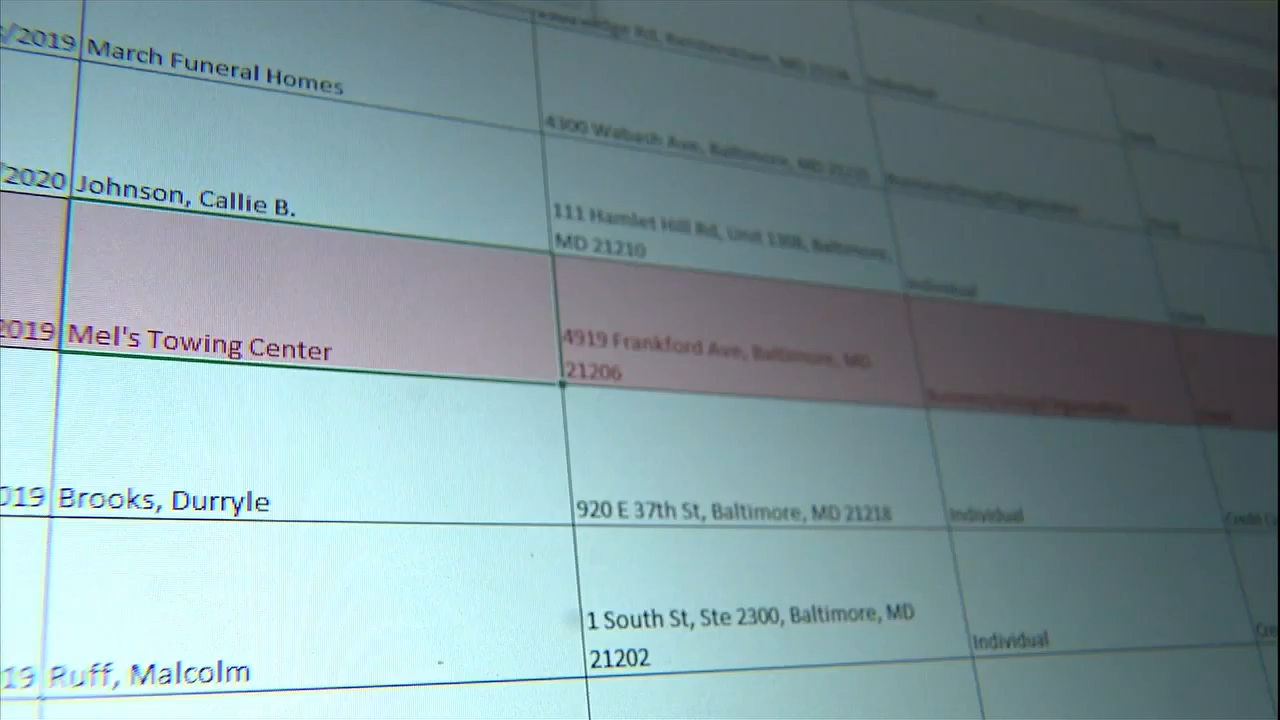 /2019 March Funeral Homes
4300 Wabash Ave, Baltimore, MD
/2020 Johnson, Callie B.
111 Hamlet Hill Rd, Unit Baltimore,
MD 21210
Individual
2019 Mel's Towing Center
4919 Frankford Ave, Baltimore, MD
21206
019 Brooks, Durryle
920 E 37th St, Baltimore, MD 21218
Individual
19 Ruff, Malcolm
1 South St, Ste 2300, Baltimore, MD
21202
Individual